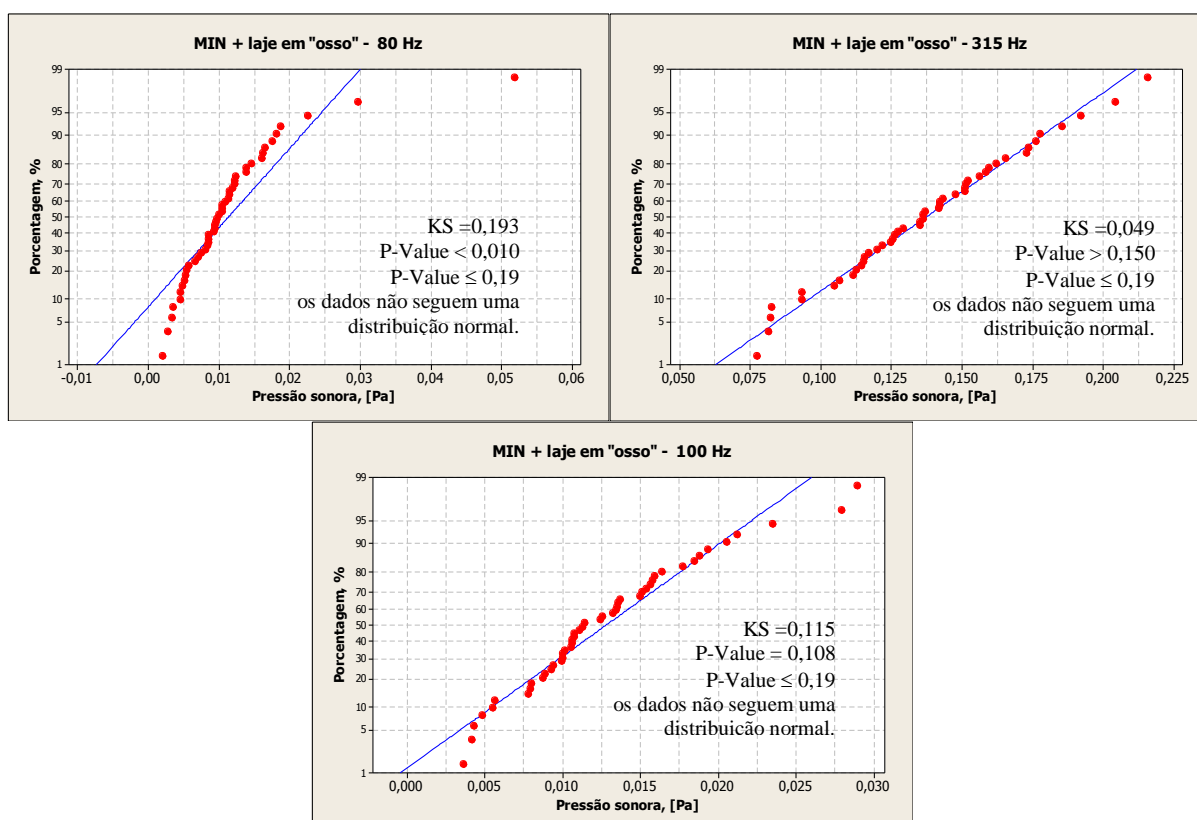 MIN + laje em "osso" - 80 Hz
Porcentagem, %
99
95
90
80
70
60
50
40
30
20
10
5
1
KS =0,193
P-Value < 0,010
P-Value ≤ 0,19
os dados não seguem uma
distribuição normal.
-0,01 0,00 0,01 0,02 0,03 0,04 0,05 0,06
Pressão sonora, [Pa]
MIN + laje em "osso" - 315 Hz
Porcentagem, %
99
95
90
80
70
60
50
40
30
20
10
5
1
KS =0,049
P-Value > 0,150
P-Value ≤ 0,19
os dados não seguem uma
distribuição normal.
0,050 0,075 0,100 0,125 0,150 0,175 0,200 0,225
Pressão sonora, [Pa]
MIN + laje em "osso" - 100 Hz
Porcentagem, %
99
95
90
80
70
60
50
40
30
20
10
5
1
KS =0,115
P-Value = 0,108
P-Value ≤ 0,19
os dados não seguem uma
distribuição normal.
0,000 0,005 0,010 0,015 0,020 0,025 0,030
Pressão sonora, [Pa]